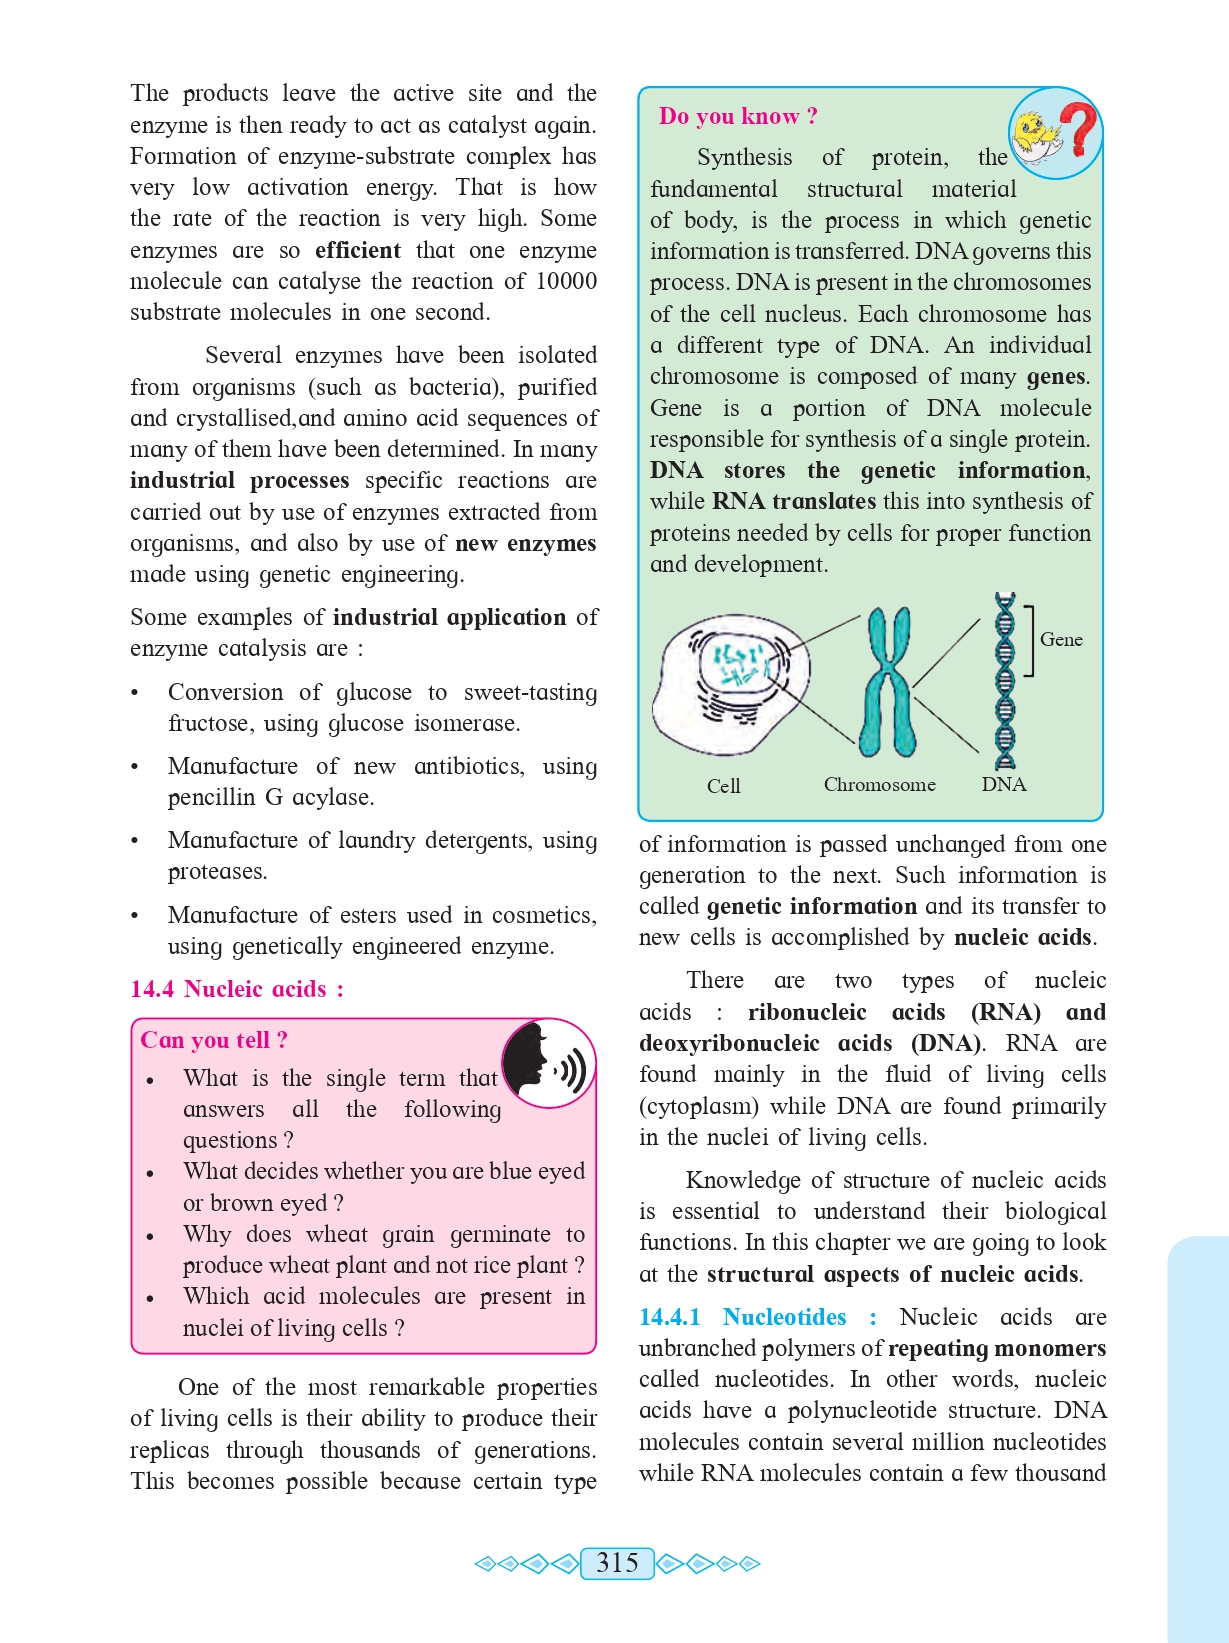 The products leave the active site and the
enzyme is then ready to act as catalyst again.
Formation of enzyme-substrate complex has
very low activation energy. That is how
the rate of the reaction is very high. Some
enzymes are so efficient that one enzyme
molecule can catalyse the reaction of 10000
substrate molecules in one second.
Several enzymes have been isolated
from organisms (such as bacteria), purified
and crystallised,and amino acid sequences of
many of them have been determined. In many
industrial processes specific reactions are
carried out by use of enzymes extracted from
organisms, and also by use of new enzymes
made using genetic engineering.
Some examples of industrial application of
enzyme catalysis are :
• Conversion of glucose to sweet-tasting
fructose, using glucose isomerase.
• Manufacture of new antibiotics, using
pencillin G acylase.
• Manufacture of laundry detergents, using
proteases.
• Manufacture of esters used in cosmetics,
using genetically engineered enzyme.
14.4 Nucleic acids :
Can you tell ?
• What is the single term that
answers all the following
questions ?
• What decides whether you are blue eyed
or brown eyed ?
• Why does wheat grain germinate to
produce wheat plant and not rice plant ?
• Which acid molecules are present in
nuclei of living cells ?
One of the most remarkable properties
of living cells is their ability to produce their
replicas through thousands of generations.
This becomes possible because certain type
Do you know ?
Synthesis of protein, the
fundamental structural material
of body, is the process in which genetic
information is transferred. DNA governs this
process. DNA is present in the chromosomes
of the cell nucleus. Each chromosome has
a different type of DNA. An individual
chromosome is composed of many genes.
Gene is a portion of DNA molecule
responsible for synthesis of a single protein.
DNA stores the genetic information,
while RNA translates this into synthesis of
proteins needed by cells for proper function
and development.
Gene
Cell
Chromosome
DNA
of information is passed unchanged from one
generation to the next. Such information is
called genetic information and its transfer to
new cells is accomplished by nucleic acids.
There are two types of nucleic
acids : ribonucleic acids (RNA) and
deoxyribonucleic acids (DNA). RNA are
found mainly in the fluid of living cells
(cytoplasm) while DNA are found primarily
in the nuclei of living cells.
Knowledge of structure of nucleic acids
is essential to understand their biological
functions. In this chapter we are going to look
at the structural aspects of nucleic acids.
14.4.1 Nucleotides : Nucleic acids are
unbranched polymers of repeating monomers
called nucleotides. In other words, nucleic
acids have a polynucleotide structure. DNA
molecules contain several million nucleotides
while RNA molecules contain a few thousand
315